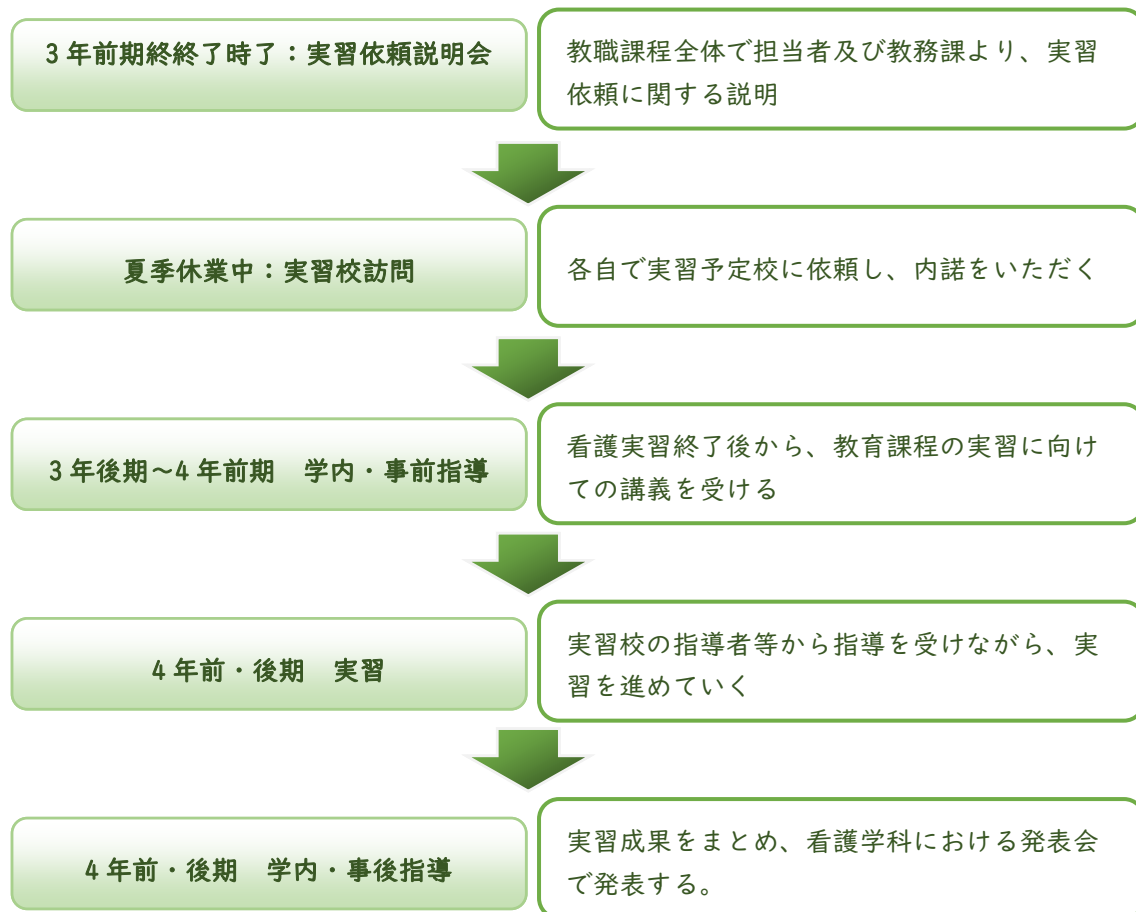 3年前期終終了時了：実習依頼説明会
教職課程全体で担当者及び教務課より、実習
依頼に関する説明
夏季休業中：実習校訪問
各自で実習予定校に依頼し、内諾をいただく
3年後期～4年前期　学内・事前指導
看護実習終了後から、教育課程の実習に向け
ての講義を受ける
4年前・後期　実習
実習校の指導者等から指導を受けながら、実
習を進めていく
4年前・後期　学内・事後指導
実習成果をまとめ、看護学科における発表会
で発表する。